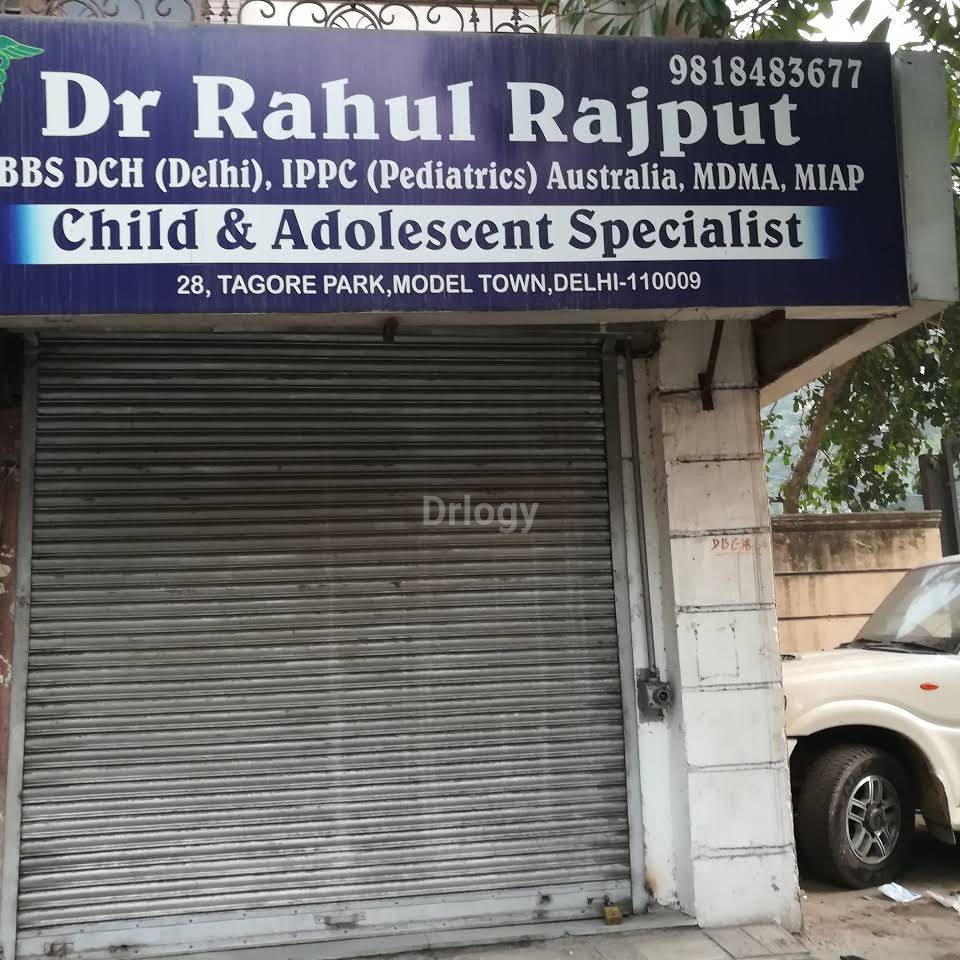 9818483677
Dr Rahul Rajput
BBS DCH (Delhi), IPPC (Pediatrics) Australia, MDMA, MIAP
Child & Adolescent Specialist
28, TAGORE PARK,MODEL TOWN,DELHI-110009
Drlogy